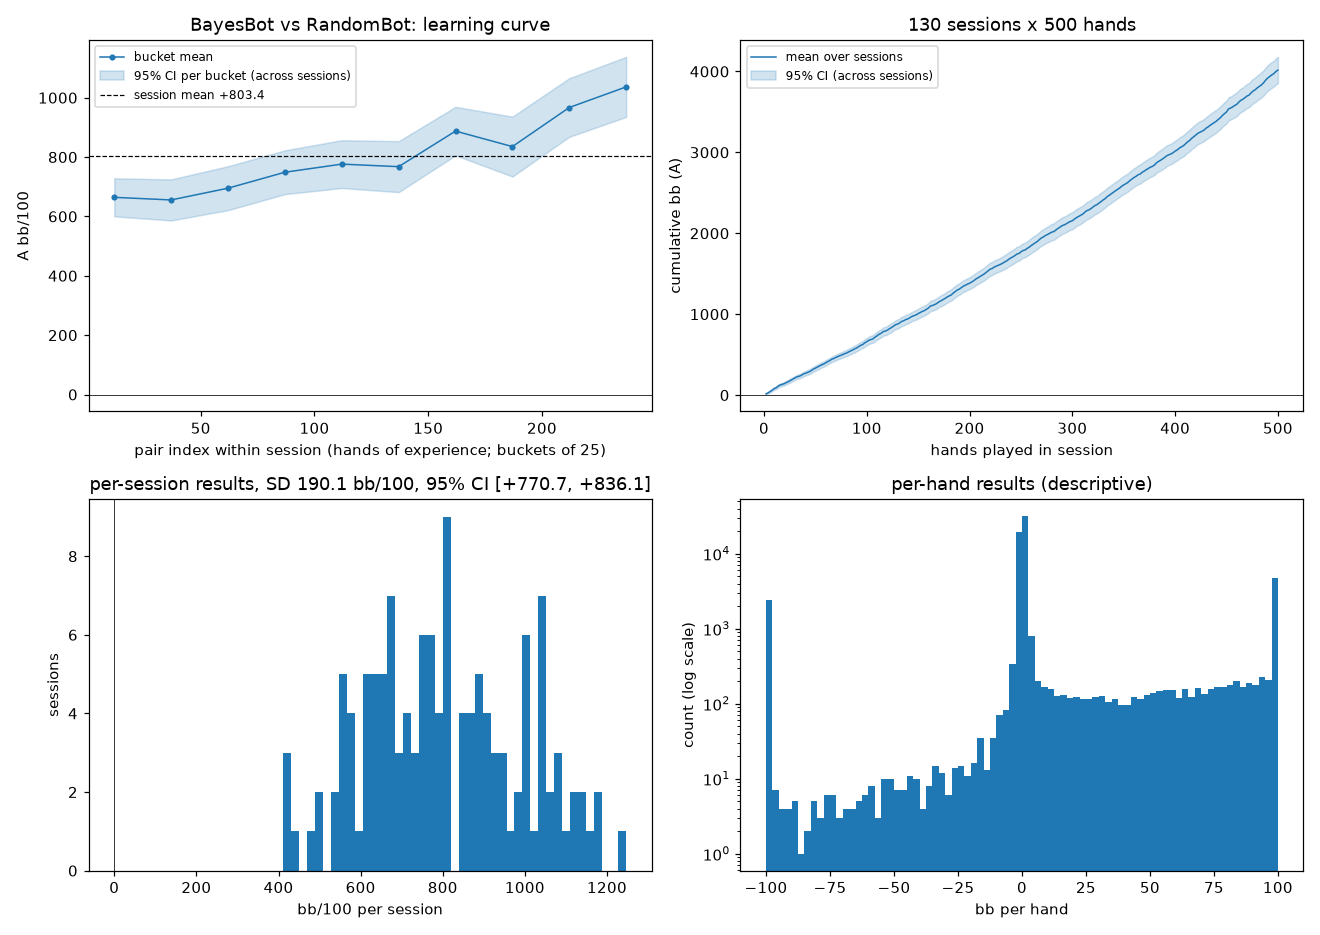 BayesBot vs RandomBot: learning curve
bucket mean
95% CI per bucket (across sessions)
session mean +803.4
A bb/100
1000
800
600
400
200
0
50
100
150
200
pair index within session (hands of experience; buckets of 25)
130 sessions x 500 hands
mean over sessions
95% CI (across sessions)
cumulative bb (A)
4000
3000
2000
1000
0
0
100
200
300
400
500
hands played in session
per-session results, SD 190.1 bb/100, 95% CI [+770.7, +836.1]
sessions
8
6
4
2
0
0
200
400
600
800
1000
1200
bb/100 per session
per-hand results (descriptive)
count (log scale)
10⁴
10³
10²
10¹
10⁰
−100
−75
−50
−25
0
25
50
75
100
bb per hand